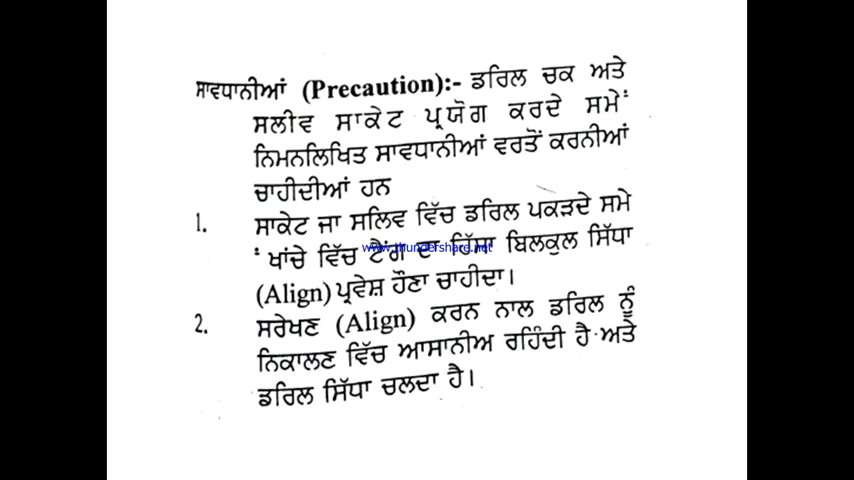 ਸਾਵਧਾਨੀਆਂ (Precaution):- ਡਰਿਲ ਚਕ ਅਤੇ
ਸਲੀਵ ਸਾਕੇਟ ਪ੍ਰਯੋਗ ਕਰਦੇ ਸਮੇਂ
ਨਿਮਨਲਿਖਿਤ ਸਾਵਧਾਨੀਆਂ ਵਰਤੋਂ ਕਰਨੀਆਂ
ਚਾਹੀਦੀਆਂ ਹਨ
1. ਸਾਕੇਟ ਜਾ ਸਲਿਵ ਵਿੱਚ ਡਰਿਲ ਪਕੜਦੇ ਸਮੇ
ਂ ਖਾਂਚੇ ਵਿੱਚ ਟੈਂਗ ਦਾ ਸਿੱਧਾ ਬਿਲਕੁਲ ਸਿੱਧਾ
www.thundershare.net
(Align) ਪ੍ਰਵੇਸ਼ ਹੌਣਾ ਚਾਹੀਦਾ।
2. ਸਰੇਖਣ (Align) ਕਰਨ ਨਾਲ ਡਰਿਲ ਨੂੰ
ਨਿਕਾਲਣ ਵਿੱਚ ਆਸਾਨੀਅ ਰਹਿੰਦੀ ਹੈ ਅਤੇ
ਡਰਿਲ ਸਿੱਧਾ ਚਲਦਾ ਹੈ।